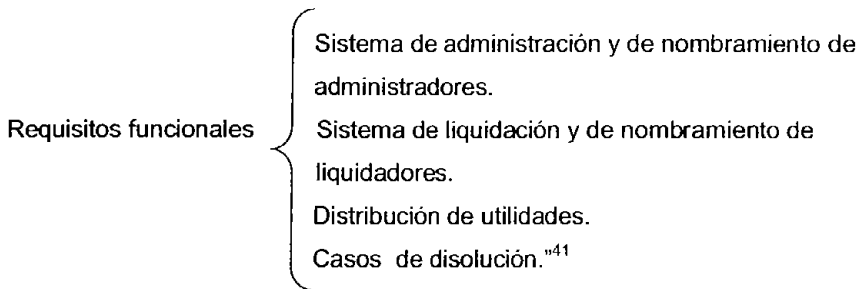 Sistema de administración y de nombramiento de
administradores.
Requisitos funcionales
Sistema de liquidación y de nombramiento de
liquidadores.
Distribución de utilidades.
Casos de disolución."41